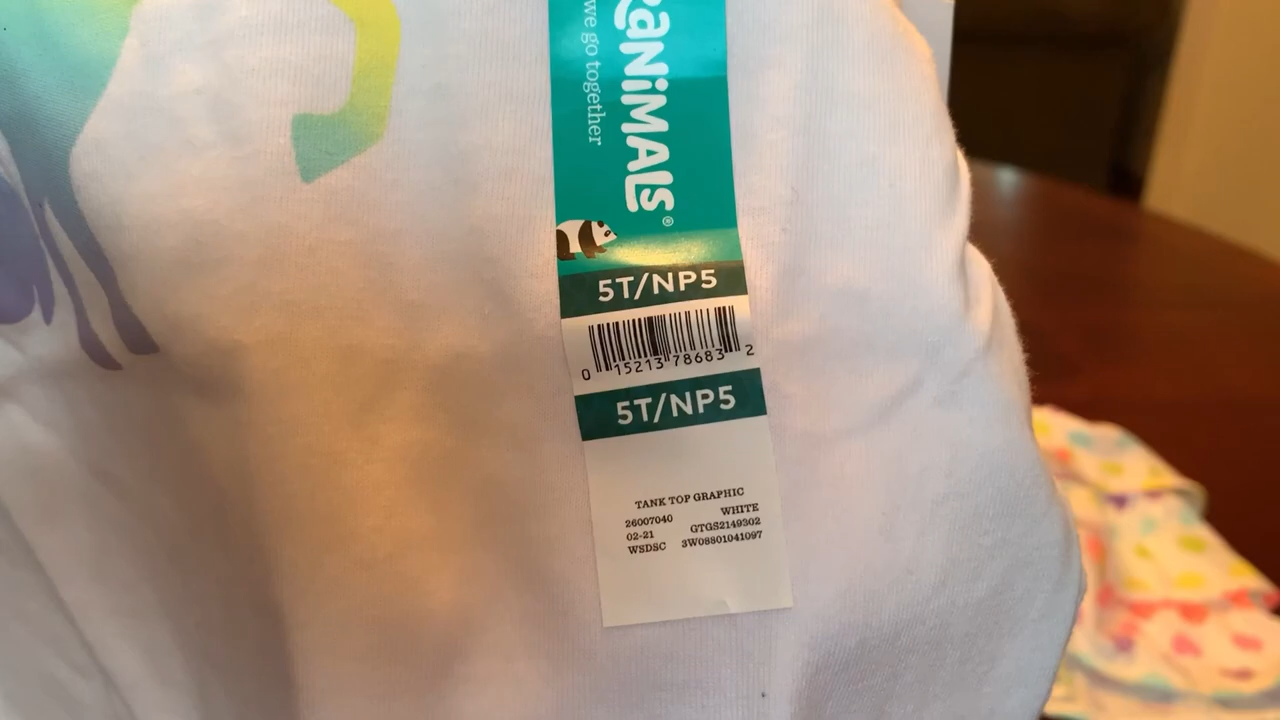 RaNiMALS®
we go together
5T/NP5
0 15213 78683 2
5T/NP5
TANK TOP GRAPHIC
26007040 WHITE
02-21 GTGS2149302
WSDSC 3W08801041097